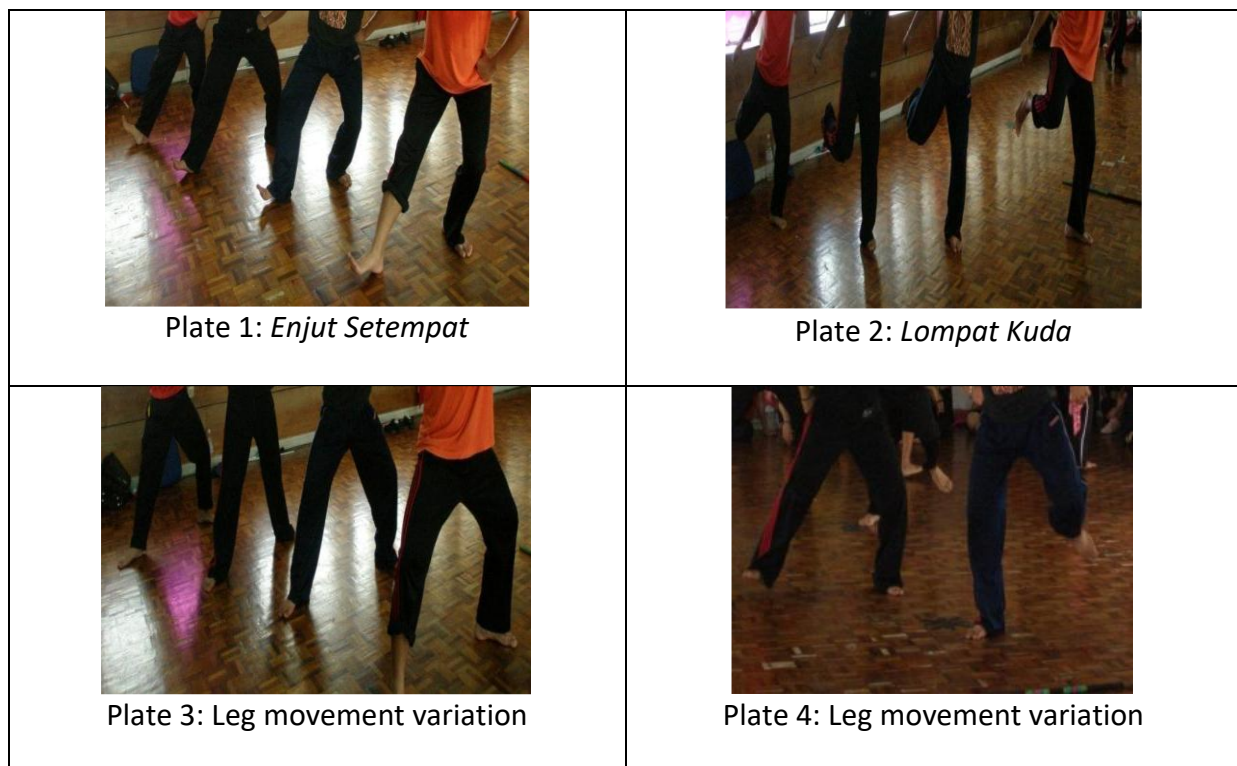 Plate 1: Enjut Setempat
Plate 2: Lompat Kuda
Plate 3: Leg movement variation
Plate 4: Leg movement variation